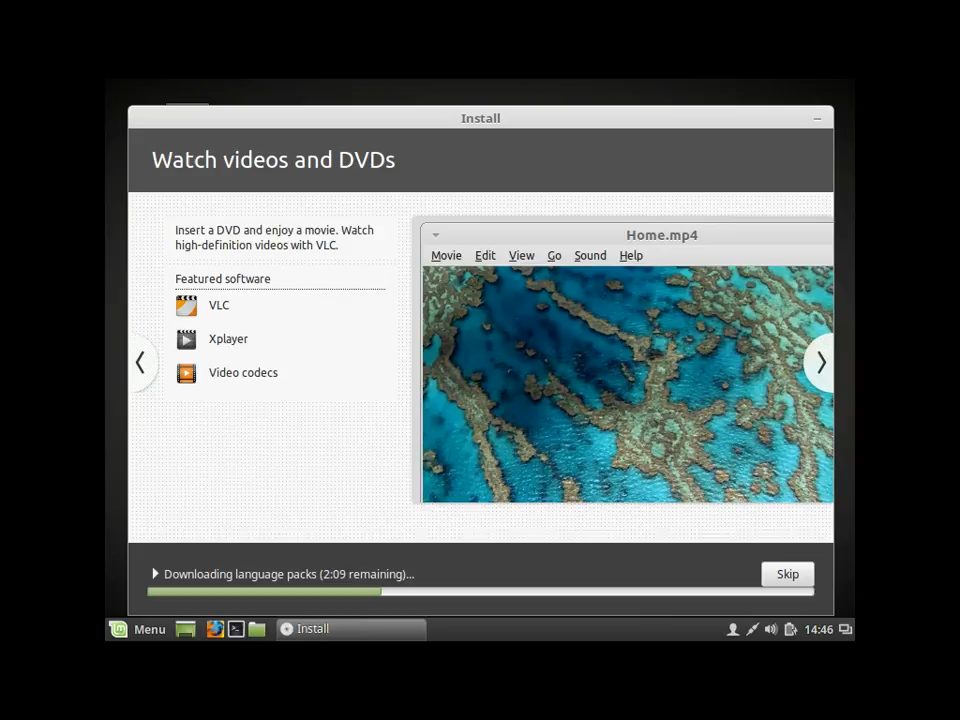 Install
Watch videos and DVDs
Insert a DVD and enjoy a movie. Watch
high-definition videos with VLC.
Featured software
VLC
Xplayer
Video codecs
Home.mp4
Movie Edit View Go Sound Help
Downloading language packs (2:09 remaining)...
Skip
Menu
Install
14:46